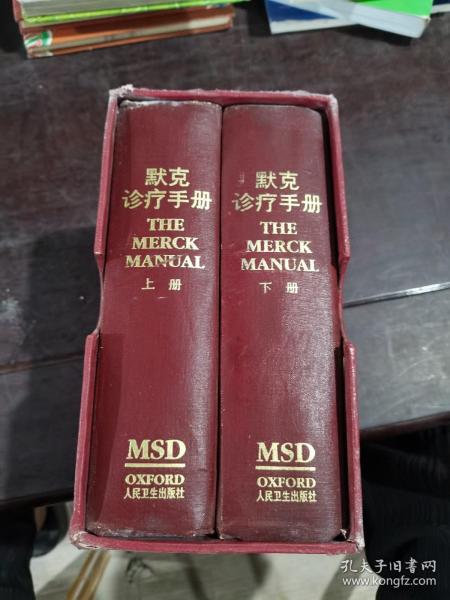 默克
诊疗手册
THE
MERCK
MANUAL
上册
MSD
OXFORD
人民卫生出版社
默克
诊疗手册
THE
MERCK
MANUAL
下册
MSD
OXFORD
人民卫生出版社
孔夫子旧书网
www.kongfz.com